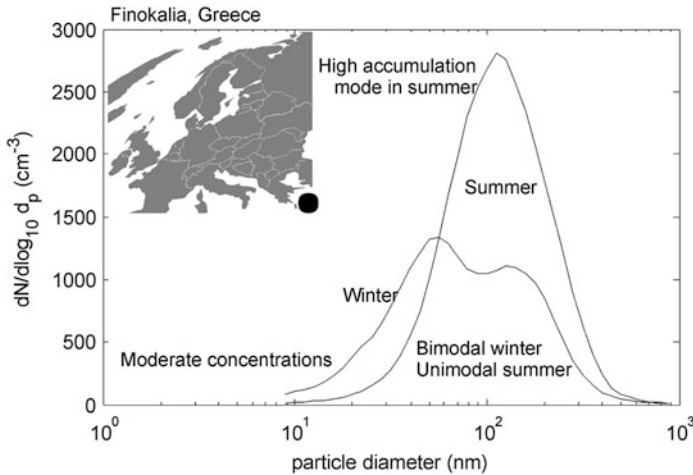 Finokalia, Greece
3000
2500
2000
1500
1000
500
0
dN/dlog10 dp (cm-3)
High accumulation
mode in summer
Summer
Winter
Moderate concentrations
Bimodal winter
Unimodal summer
10^0
10^1
10^2
10^3
particle diameter (nm)